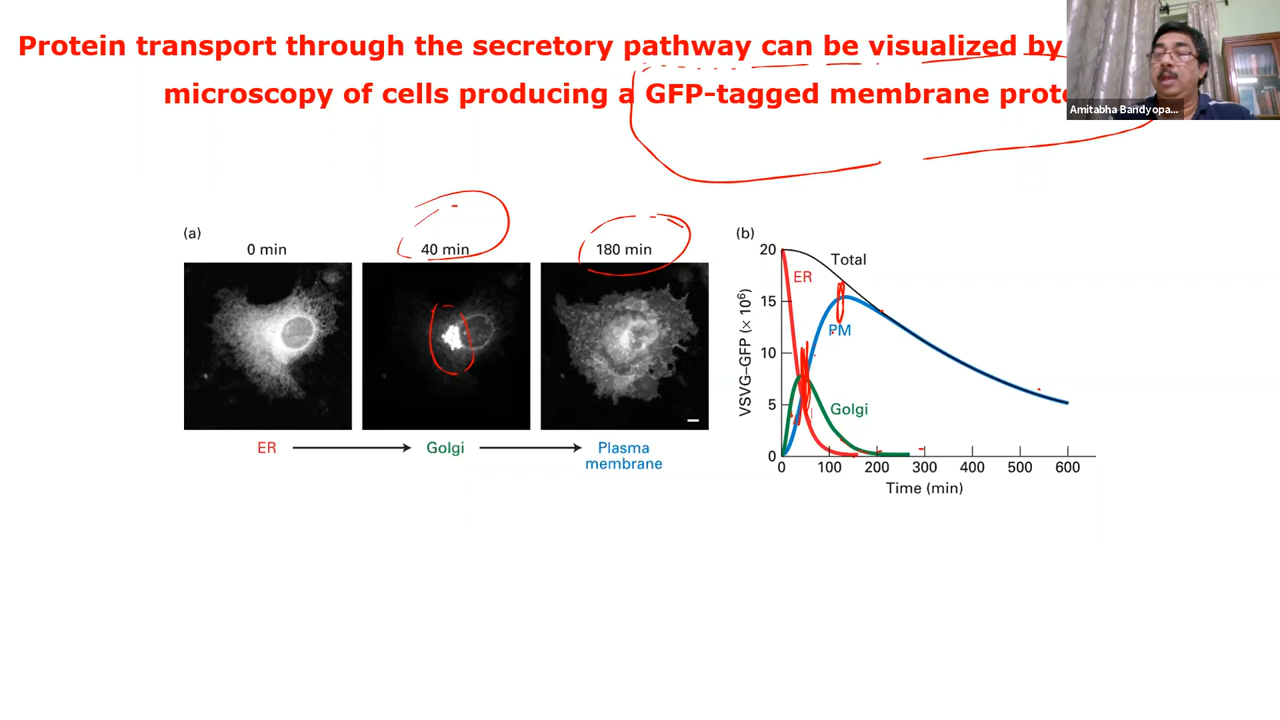 Protein transport through the secretory pathway can be visualized by
microscopy of cells producing a GFP-tagged membrane
Amitabha Bandyopa...
(a)
0 min
40 min
180 min
ER
Golgi
Plasma
membrane
(b)
VSVG–GFP (× 10⁶)
20
15
10
5
0
Total
ER
PM
Golgi
0 100 200 300 400 500 600
Time (min)